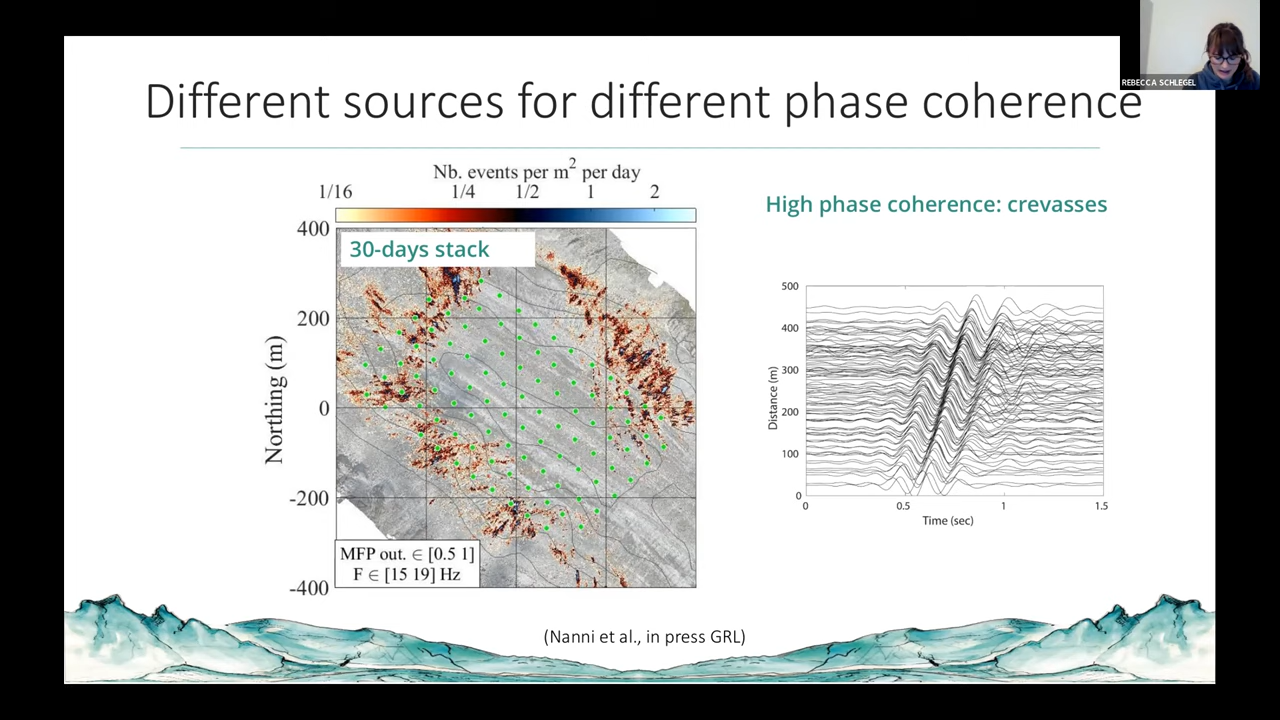 REBECCA SCHLEGEL
Different sources for different phase coherence
Nb. events per m² per day
1/16 1/4 1/2 1 2
High phase coherence: crevasses
30-days stack
400
200
0
-200
-400
Northing (m)
MFP out. ∈ [0.5 1]
F ∈ [15 19] Hz
500
400
300
200
100
0
Distance (m)
0 0.5 1 1.5
Time (sec)
(Nanni et al., in press GRL)